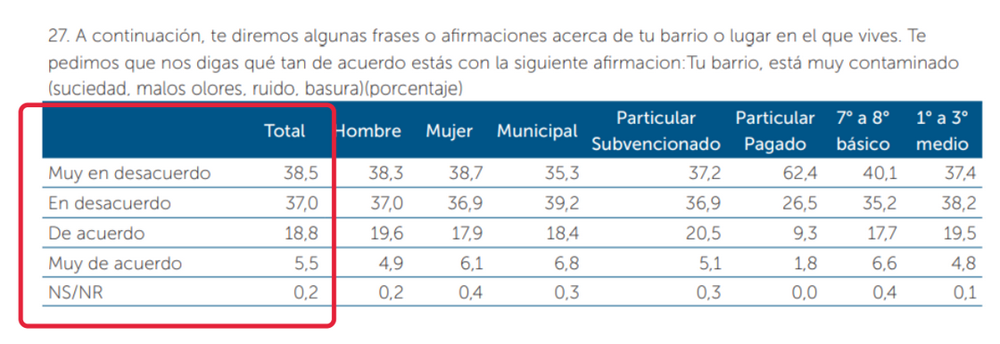 27. A continuación, te diremos algunas frases o afirmaciones acerca de tu barrio o lugar en el que vives. Te
pedimos que nos digas qué tan de acuerdo estás con la siguiente afirmacion:Tu barrio, está muy contaminado
(suciedad, malos olores, ruido, basura)(porcentaje)
Total Hombre Mujer Municipal Particular Subvencionado Particular Pagado 7° a 8° básico 1° a 3° medio
Muy en desacuerdo 38,5 38,3 38,7 35,3 37,2 62,4 40,1 37,4
En desacuerdo 37,0 37,0 36,9 39,2 36,9 26,5 35,2 38,2
De acuerdo 18,8 19,6 17,9 18,4 20,5 9,3 17,7 19,5
Muy de acuerdo 5,5 4,9 6,1 6,8 5,1 1,8 6,6 4,8
NS/NR 0,2 0,2 0,4 0,3 0,3 0,0 0,4 0,1